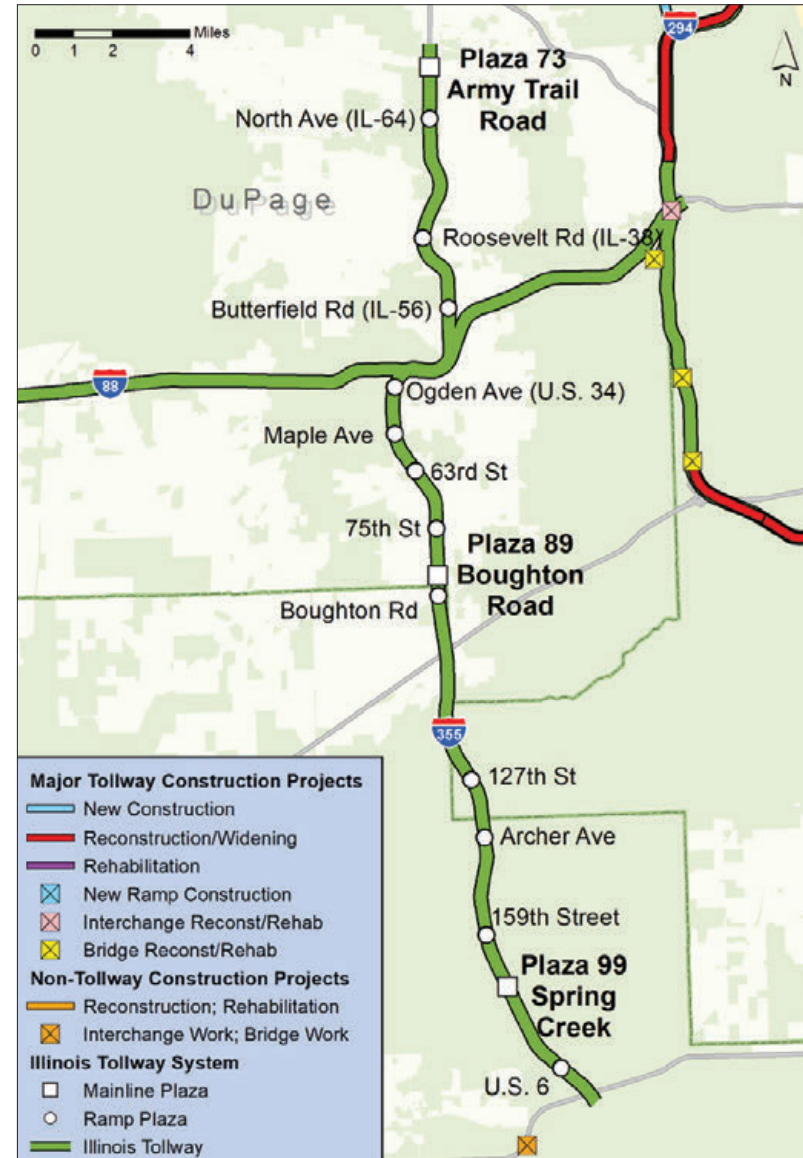 Miles
0 1 2 4
294
N
Plaza 73
Army Trail
Road
North Ave (IL-64)
DuPage
Roosevelt Rd (IL-38)
Butterfield Rd (IL-56)
88
Ogden Ave (U.S. 34)
Maple Ave
63rd St
75th St
Plaza 89
Boughton
Road
Boughton Rd
355
127th St
Archer Ave
159th Street
Plaza 99
Spring
Creek
U.S. 6
Major Tollway Construction Projects
New Construction
Reconstruction/Widening
Rehabilitation
New Ramp Construction
Interchange Reconst/Rehab
Bridge Reconst/Rehab
Non-Tollway Construction Projects
Reconstruction; Rehabilitation
Interchange Work; Bridge Work
Illinois Tollway System
Mainline Plaza
Ramp Plaza
Illinois Tollway